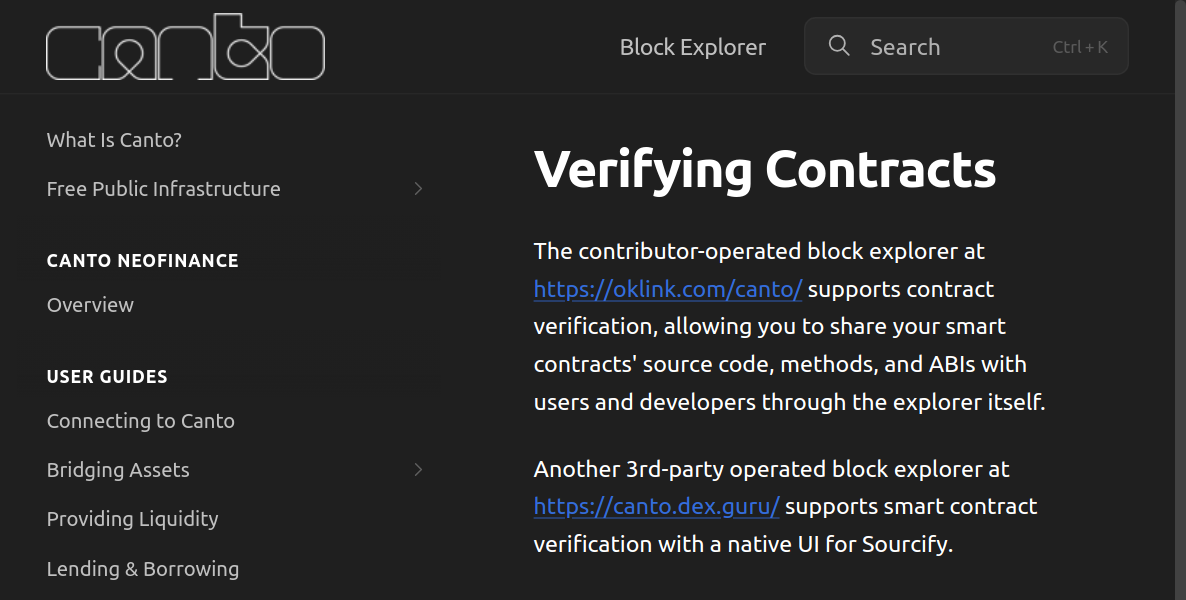 canto
Block Explorer
Search
Ctrl + K
What Is Canto?
Free Public Infrastructure
CANTO NEOFINANCE
Overview
USER GUIDES
Connecting to Canto
Bridging Assets
Providing Liquidity
Lending & Borrowing
Verifying Contracts
The contributor-operated block explorer at
https://oklink.com/canto/ supports contract
verification, allowing you to share your smart
contracts' source code, methods, and ABIs with
users and developers through the explorer itself.
Another 3rd-party operated block explorer at
https://canto.dex.guru/ supports smart contract
verification with a native UI for Sourcify.